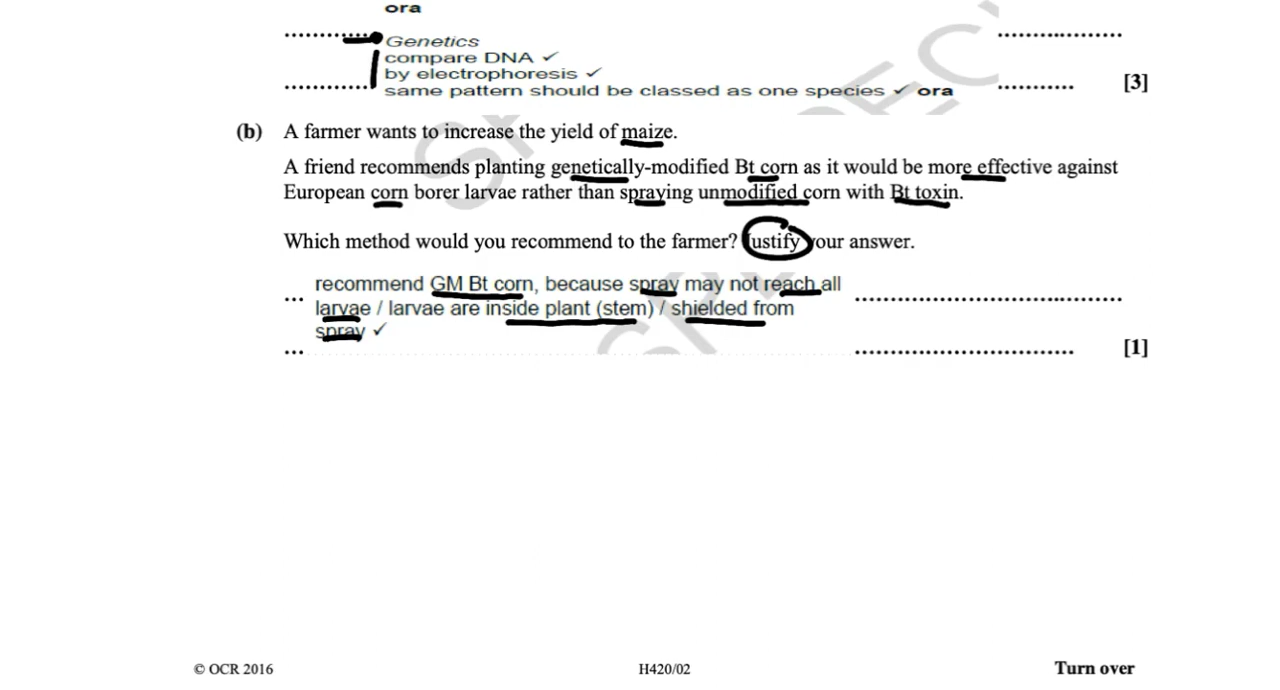 ora
Genetics
compare DNA ✓
by electrophoresis ✓
same pattern should be classed as one species ✓ ora
[3]
(b) A farmer wants to increase the yield of maize.
A friend recommends planting genetically-modified Bt corn as it would be more effective against
European corn borer larvae rather than spraying unmodified corn with Bt toxin.
Which method would you recommend to the farmer? Justify your answer.
recommend GM Bt corn, because spray may not reach all
larvae / larvae are inside plant (stem) / shielded from
spray ✓
[1]
© OCR 2016 H420/02 Turn over